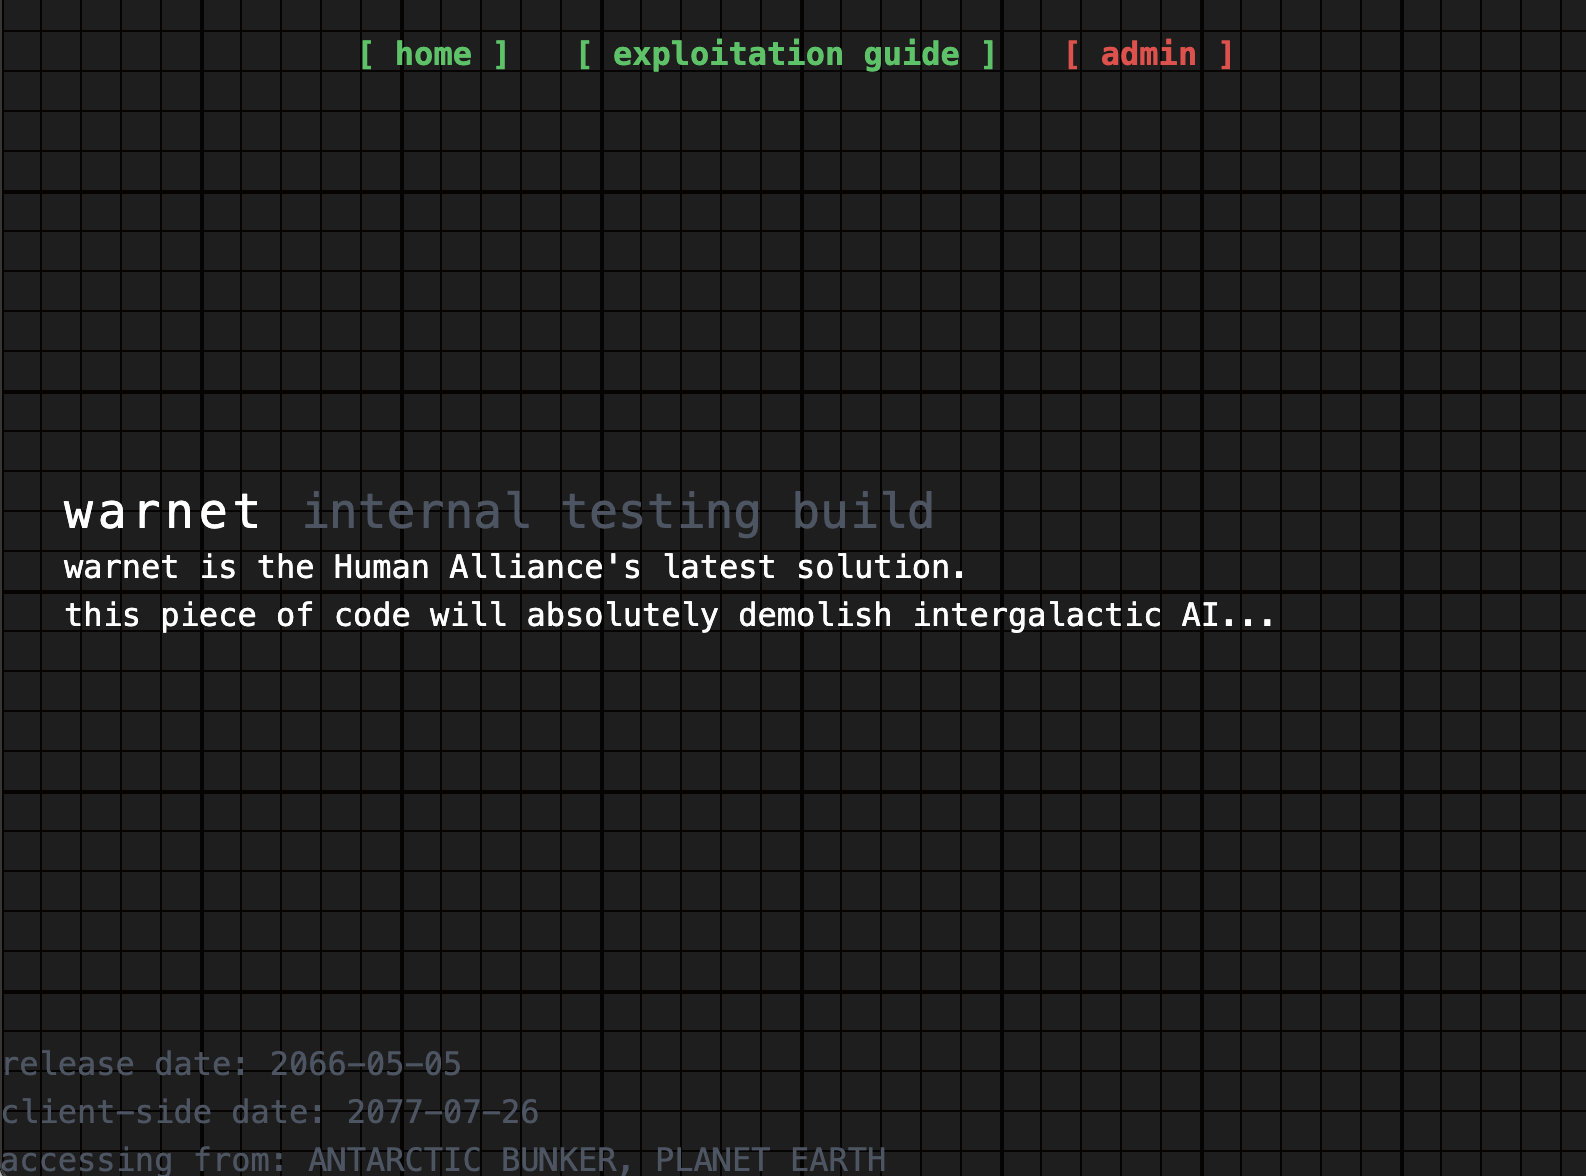 [ home ] [ exploitation guide ] [ admin ]
warnet internal testing build
warnet is the Human Alliance's latest solution.
this piece of code will absolutely demolish intergalactic AI...
release date: 2066-05-05
client-side date: 2077-07-26
accessing from: ANTARCTIC BUNKER, PLANET EARTH